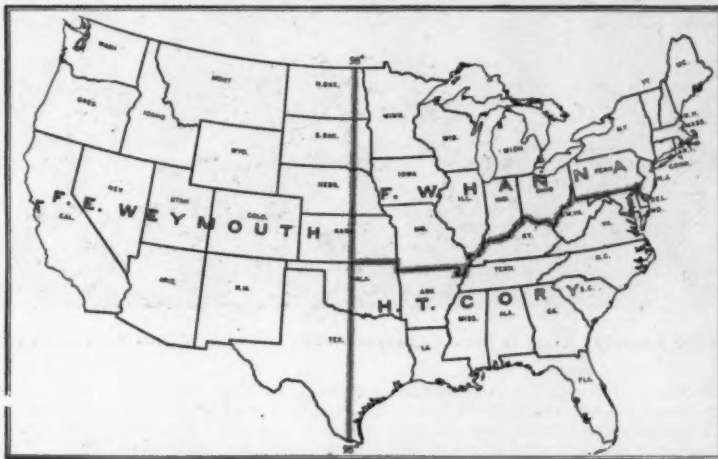 WASH.
MONT.
N.DAK.
MINN.
VT.
ME.
OREG.
IDAHO
S.DAK.
WIS.
MICH.
N.Y.
N.H.
MASS.
WYO.
NEBR.
IOWA
CONN.
NEV.
UTAH
COLO.
KANS.
MO.
ILL.
IND.
PENN.
N.J.
DEL.
MD.
CAL.
F. E. WEYMOUTH
F. W. HANNA
KY.
W.VA.
VA.
ARIZ.
N.M.
OKLA.
ARK.
TENN.
N.C.
S.C.
H. T. CORY
TEX.
LA.
MISS.
ALA.
GA.
FLA.